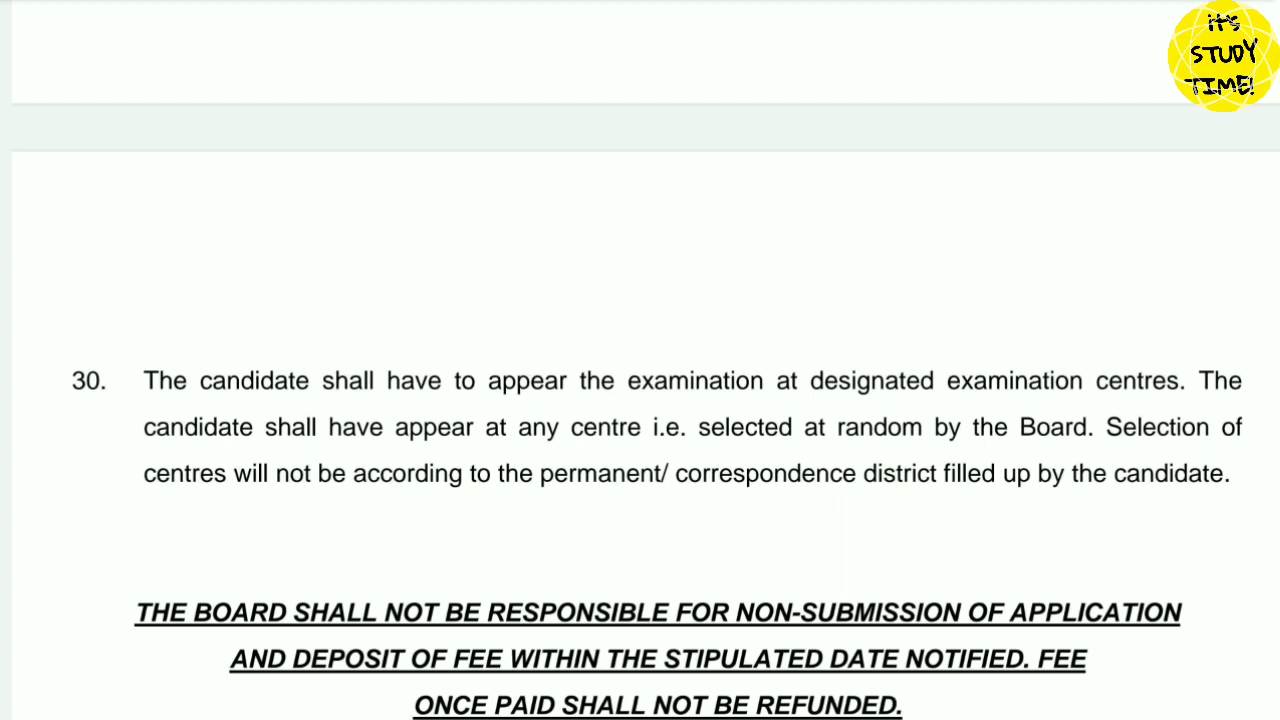 its
STUDY
TIME!
30. The candidate shall have to appear the examination at designated examination centres. The
candidate shall have appear at any centre i.e. selected at random by the Board. Selection of
centres will not be according to the permanent/ correspondence district filled up by the candidate.
THE BOARD SHALL NOT BE RESPONSIBLE FOR NON-SUBMISSION OF APPLICATION
AND DEPOSIT OF FEE WITHIN THE STIPULATED DATE NOTIFIED. FEE
ONCE PAID SHALL NOT BE REFUNDED.